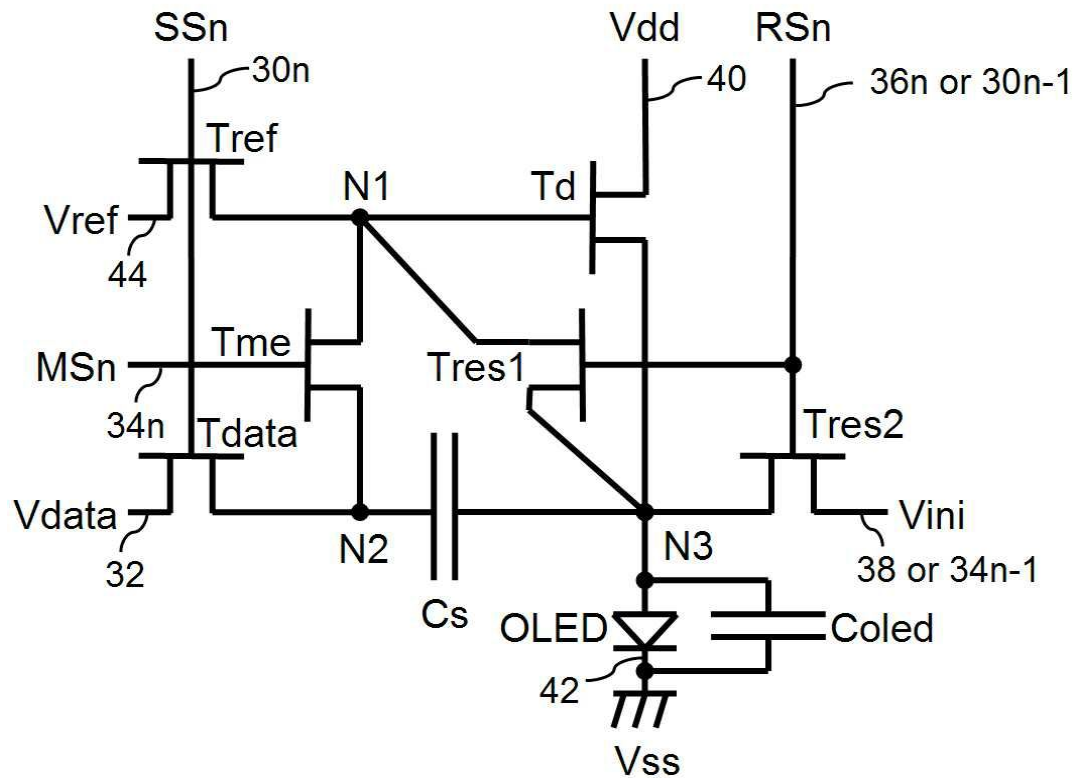 SSn
Vdd
RSn
30n
40
36n or 30n-1
Tref
N1
Td
Vref
44
MSn
Tme
Tres1
34n
Tdata
Tres2
Vdata
32
N2
N3
Vini
38 or 34n-1
Cs
OLED
Coled
42
Vss